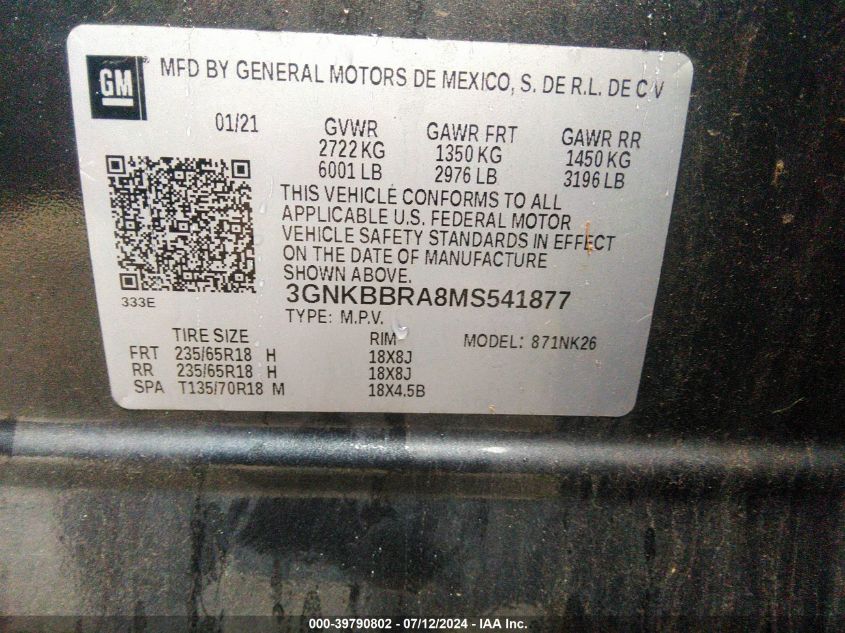 GM
MFD BY GENERAL MOTORS DE MEXICO, S. DE R.L. DE C V
01/21 GVWR GAWR FRT GAWR RR
2722 KG 1350 KG 1450 KG
6001 LB 2976 LB 3196 LB
THIS VEHICLE CONFORMS TO ALL
APPLICABLE U.S. FEDERAL MOTOR
VEHICLE SAFETY STANDARDS IN EFFECT
ON THE DATE OF MANUFACTURE
SHOWN ABOVE.
333E 3GNKBBRA8MS541877
TYPE: M.P.V.
TIRE SIZE RIM MODEL: 871NK26
FRT 235/65R18 H 18X8J
RR 235/65R18 H 18X8J
SPA T135/70R18 M 18X4.5B
000-39790802 - 07/12/2024 - IAA Inc.